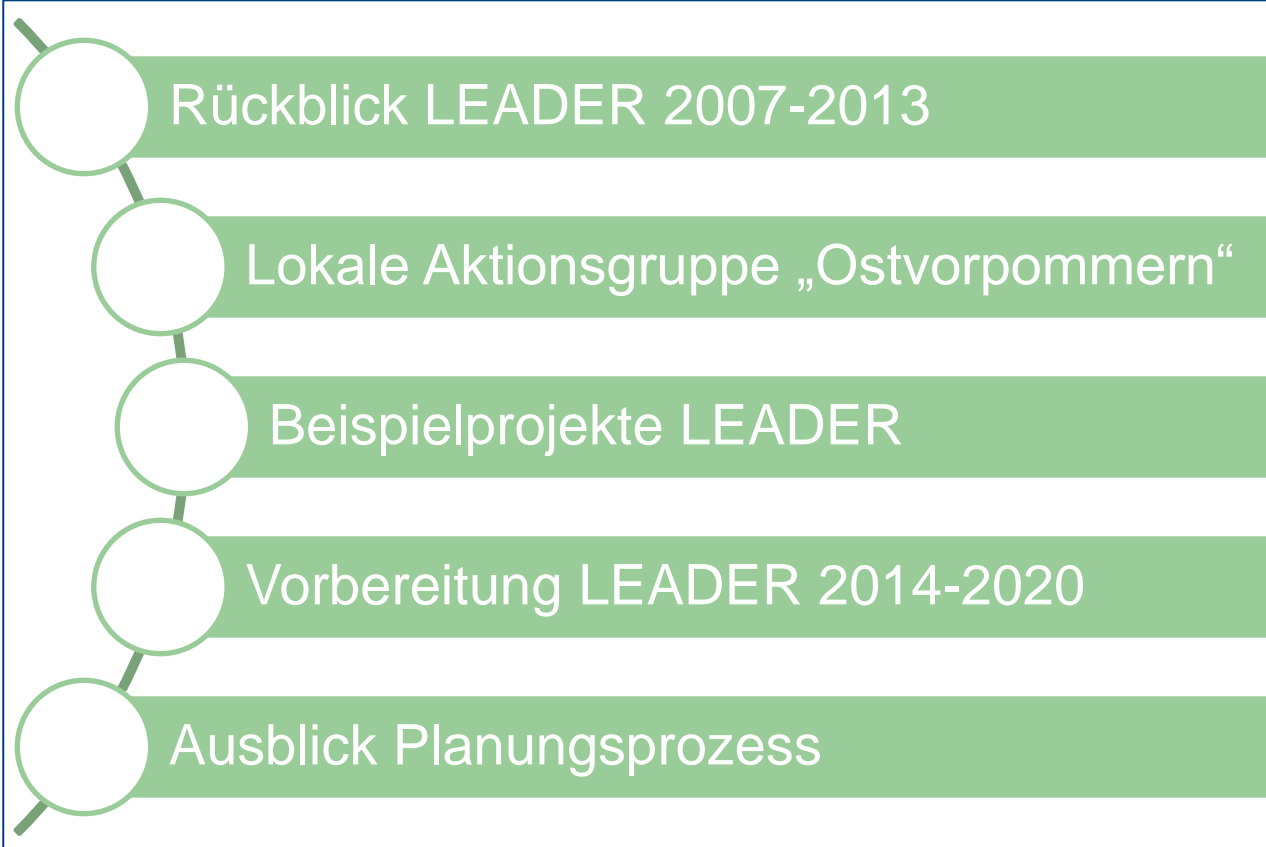 Rückblick LEADER 2007-2013
Lokale Aktionsgruppe „Ostvorpommern“
Beispielprojekte LEADER
Vorbereitung LEADER 2014-2020
Ausblick Planungsprozess